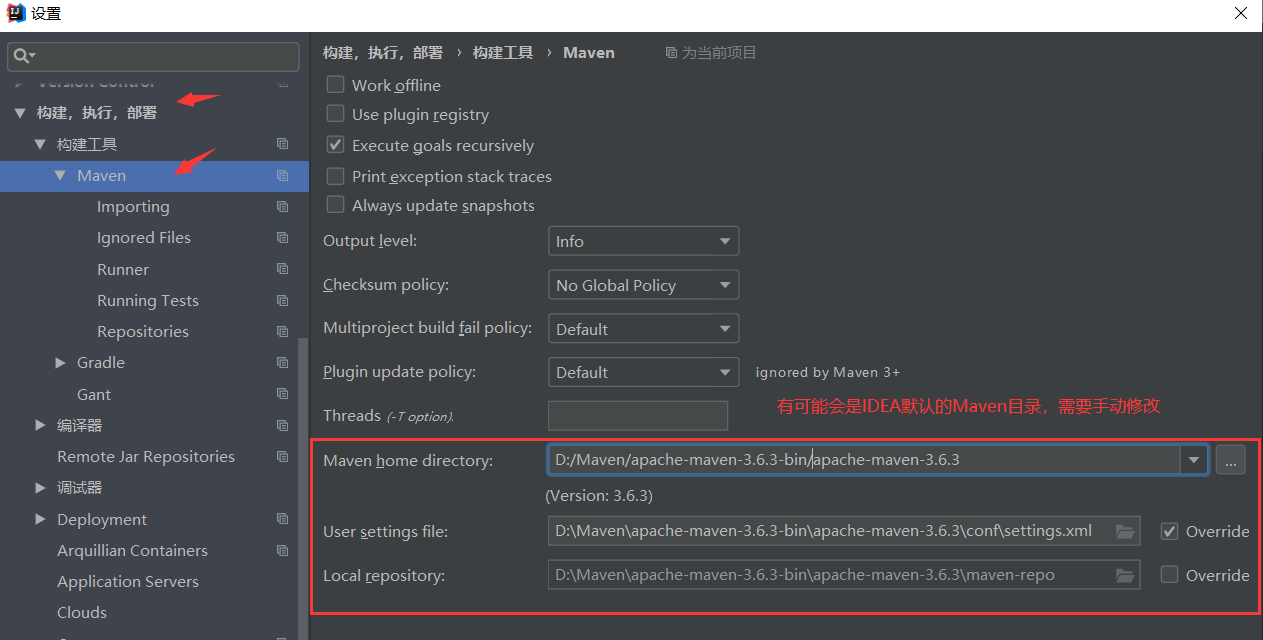 设置
构建，执行，部署 › 构建工具 › Maven 为当前项目
Version Control
构建，执行，部署
构建工具
Maven
Importing
Ignored Files
Runner
Running Tests
Repositories
Gradle
Gant
编译器
Remote Jar Repositories
调试器
Deployment
Arquillian Containers
Application Servers
Clouds
Work offline
Use plugin registry
Execute goals recursively
Print exception stack traces
Always update snapshots
Output level: Info
Checksum policy: No Global Policy
Multiproject build fail policy: Default
Plugin update policy: Default ignored by Maven 3+
Threads (-T option).
有可能会是IDEA默认的Maven目录，需要手动修改
Maven home directory: D:/Maven/apache-maven-3.6.3-bin/apache-maven-3.6.3 ...
(Version: 3.6.3)
User settings file: D:\Maven\apache-maven-3.6.3-bin\apache-maven-3.6.3\conf\settings.xml Override
Local repository: D:\Maven\apache-maven-3.6.3-bin\apache-maven-3.6.3\maven-repo Override